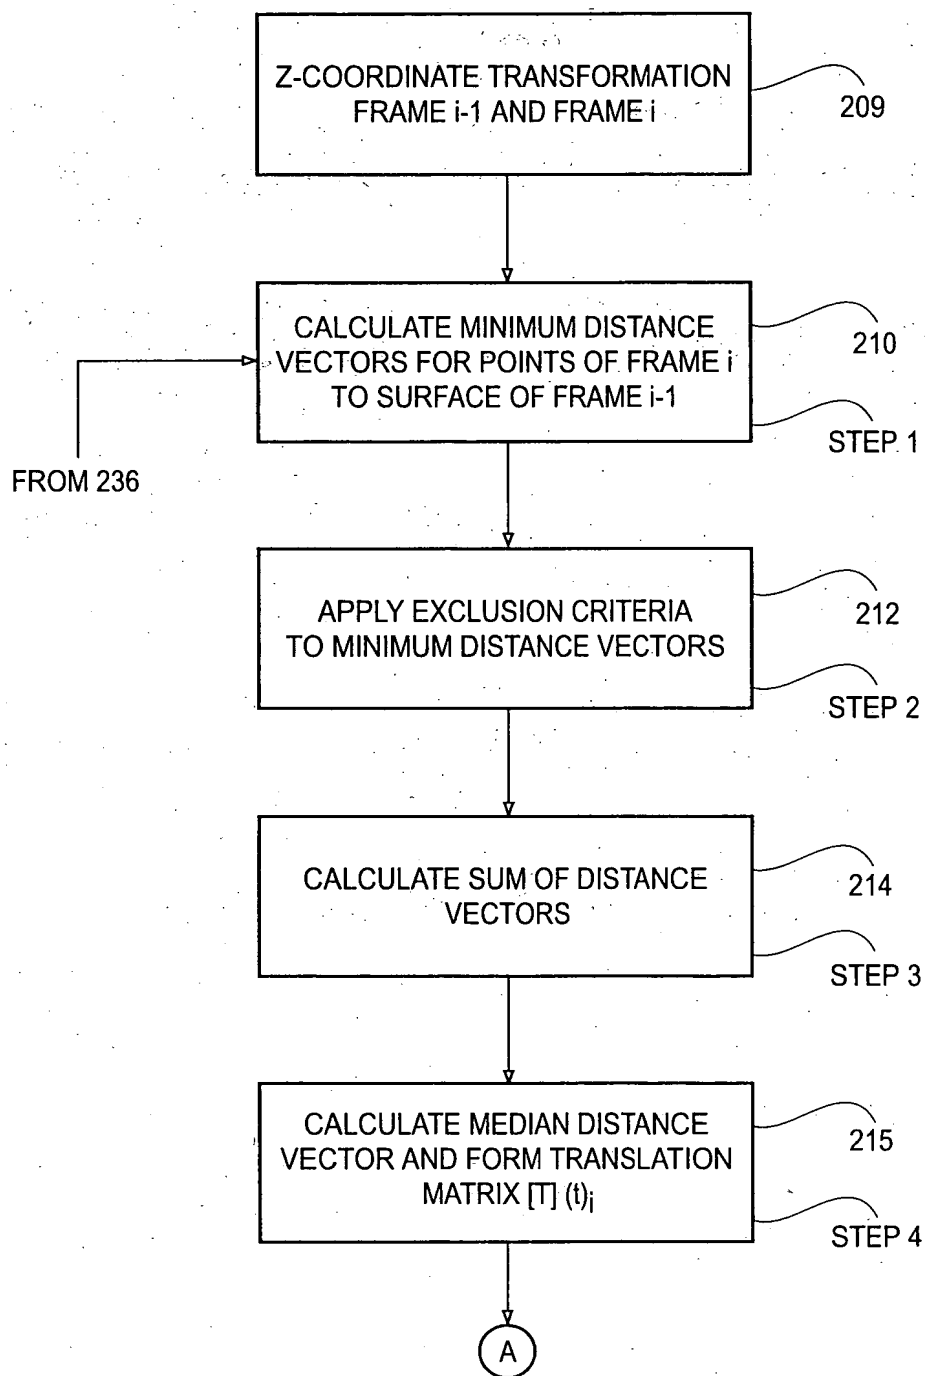 Z-COORDINATE TRANSFORMATION
FRAME i-1 AND FRAME i
209
CALCULATE MINIMUM DISTANCE
VECTORS FOR POINTS OF FRAME i
TO SURFACE OF FRAME i-1
210
STEP 1
FROM 236
APPLY EXCLUSION CRITERIA
TO MINIMUM DISTANCE VECTORS
212
STEP 2
CALCULATE SUM OF DISTANCE
VECTORS
214
STEP 3
CALCULATE MEDIAN DISTANCE
VECTOR AND FORM TRANSLATION
MATRIX [T] (t)i
215
STEP 4
A